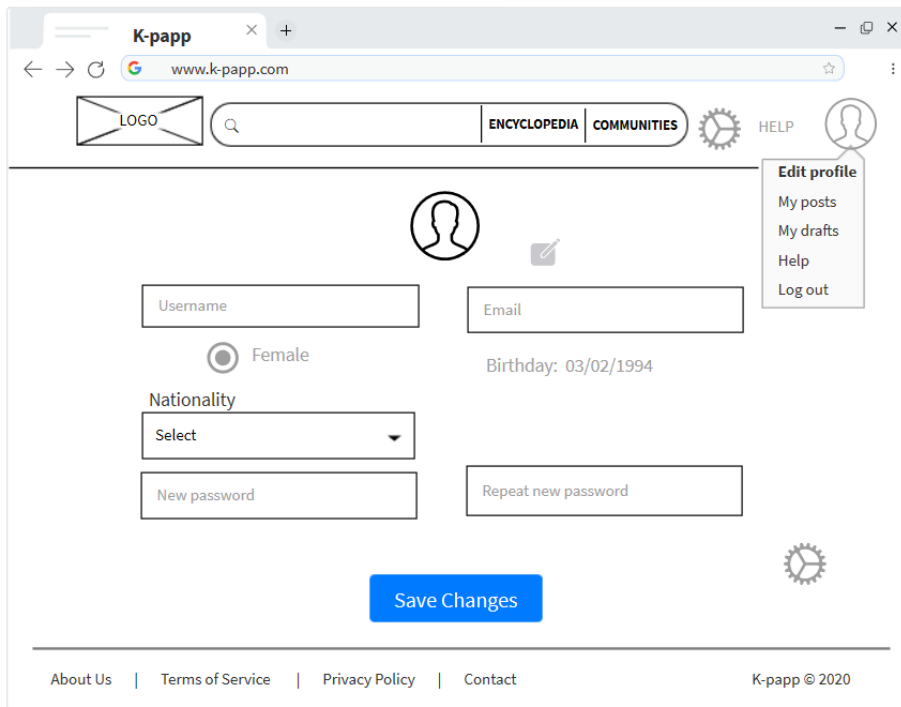 K-papp
www.k-papp.com
LOGO
ENCYCLOPEDIA COMMUNITIES
HELP
Edit profile
My posts
My drafts
Help
Log out
Username
Email
Female
Birthday: 03/02/1994
Nationality
Select
New password
Repeat new password
Save Changes
About Us | Terms of Service | Privacy Policy | Contact
K-papp © 2020